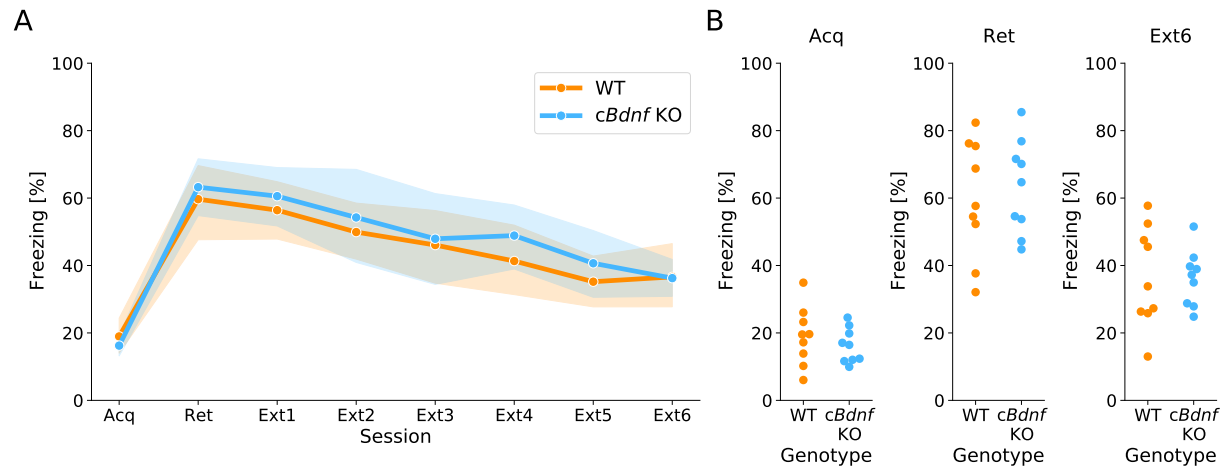 A
100
80
60
40
20
0
Freezing [%]
WT
cBdnf KO
Acq Ret Ext1 Ext2 Ext3 Ext4 Ext5 Ext6
Session
B
Acq
100
80
60
40
20
0
Freezing [%]
WT cBdnf
KO
Genotype
Ret
100
80
60
40
20
0
Freezing [%]
WT cBdnf
KO
Genotype
Ext6
100
80
60
40
20
0
Freezing [%]
WT cBdnf
KO
Genotype